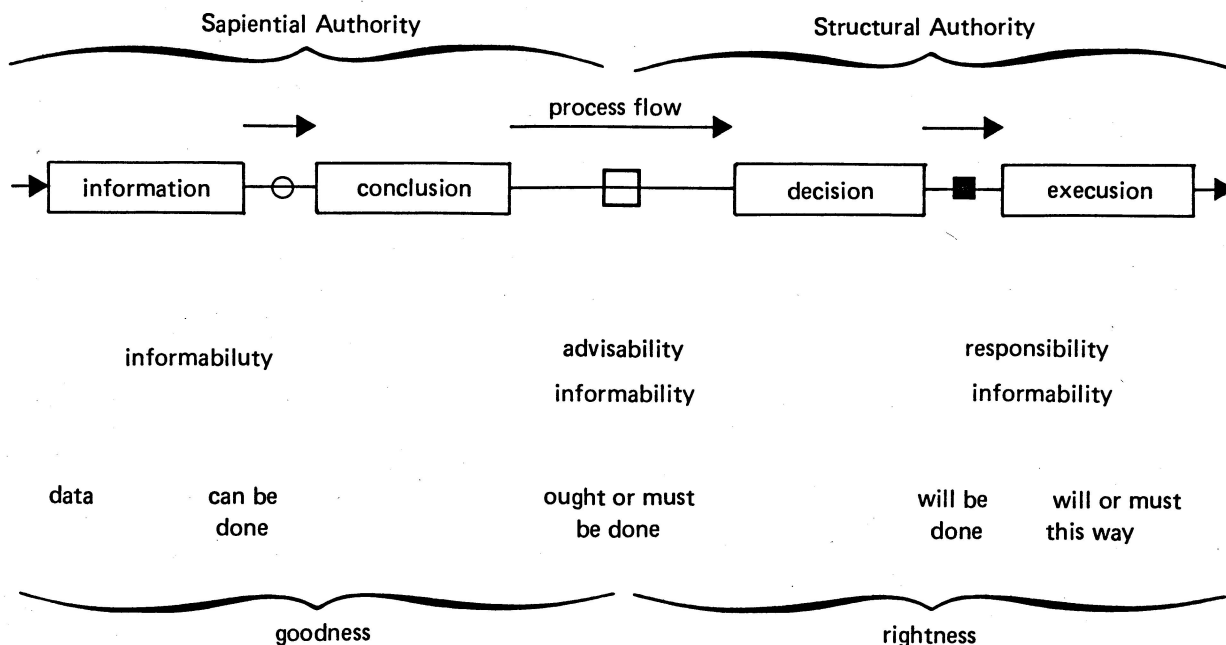 Sapiential Authority
Structural Authority
process flow
information
conclusion
decision
execusion
informabiluty
advisability
informability
responsibility
informability
data
can be
done
ought or must
be done
will be
done
will or must
this way
goodness
rightness